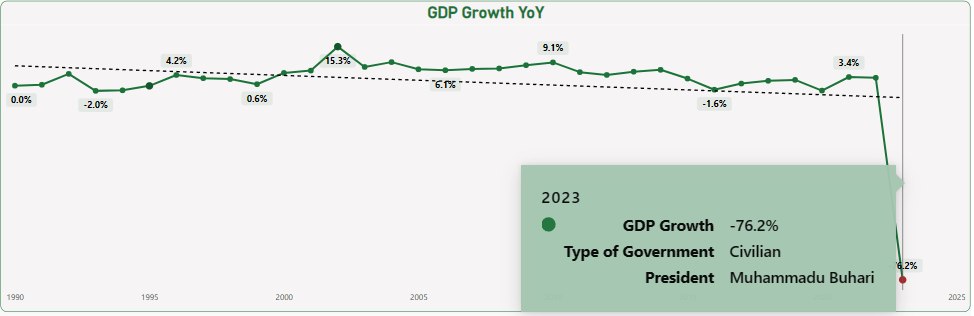 GDP Growth YoY
9.1%
4.2%
15.3%
3.4%
6.1%
0.0%
-2.0%
0.6%
-1.6%
2023
GDP Growth -76.2%
Type of Government Civilian
6.2%
President Muhammadu Buhari
1990 1995 2000 2005 2025